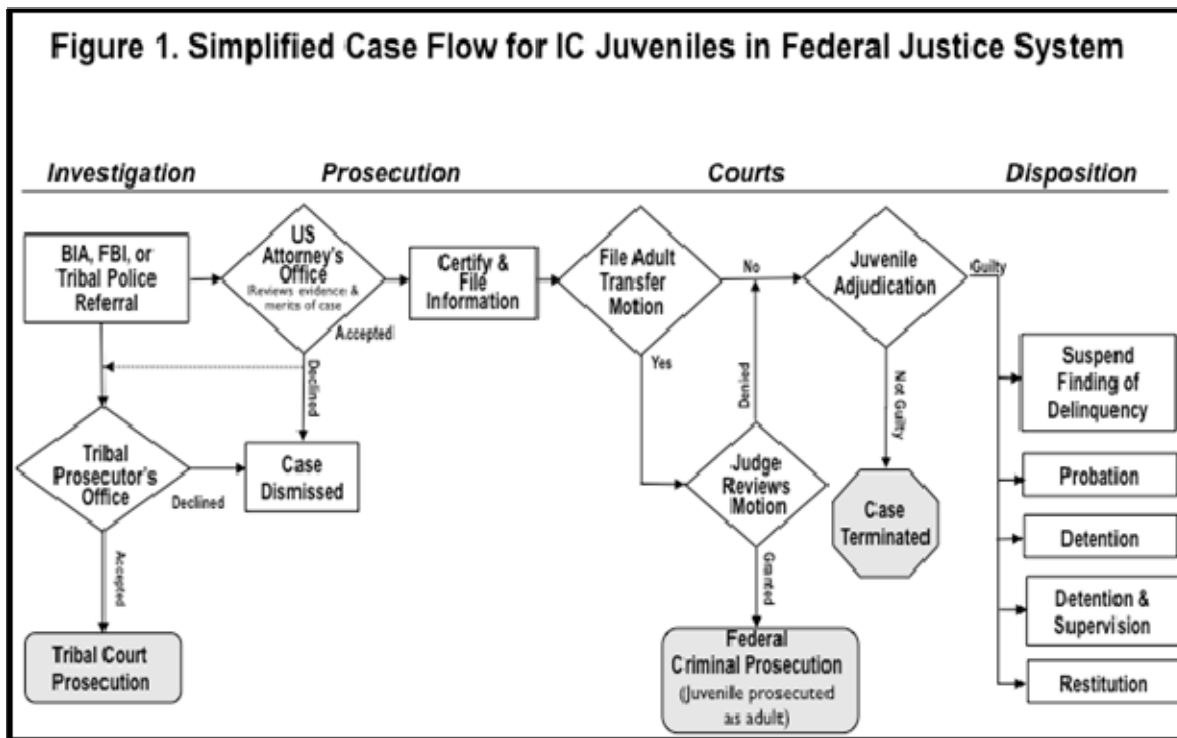 Figure 1. Simplified Case Flow for IC Juveniles in Federal Justice System
Investigation
Prosecution
Courts
Disposition
BIA, FBI, or
Tribal Police
Referral
US
Attorney's
Office
(Reviews evidence &
merits of case
Accepted
Certify &
File
Information
File Adult
Transfer
Motion
No
Juvenile
Adjudication
Guilty
Yes
Denied
Not Guilty
Declined
Suspend
Finding of
Delinquency
Tribal
Prosecutor's
Office
Declined
Case
Dismissed
Judge
Reviews
Motion
Case
Terminated
Probation
Detention
Accepted
Granted
Detention &
Supervision
Tribal Court
Prosecution
Federal
Criminal Prosecution
(Juvenile prosecuted
as adult)
Restitution